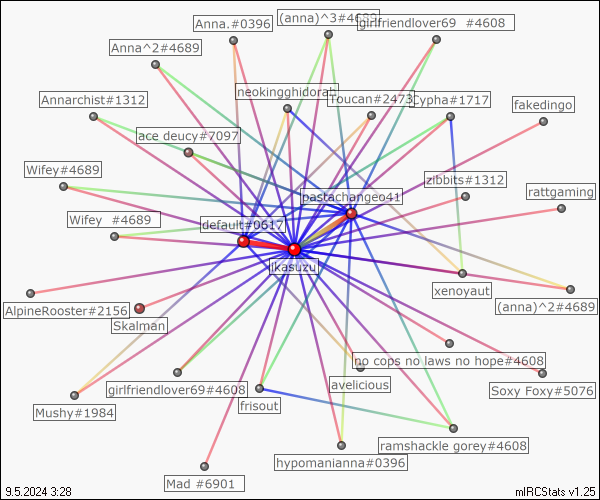 Anna.#0396
(anna)^3#4689
girlfriendlover69 #4608
Anna^2#4689
neokingghidorah
Toucan#2473
Cypha#1717
Annarchist#1312
fakedingo
ace deucy#7097
Wifey#4689
zibbits#1312
pastachangeo41
rattgaming
Wifey #4689
default#0617
ikasuzu
xenoyaut
(anna)^2#4689
AlpineRooster#2156
Skalman
no cops no laws no hope#4608
girlfriendlover69#4608
avelicious
Soxy Foxy#5076
Mushy#1984
frisout
ramshackle gorey#4608
hypomanianna#0396
Mad #6901
9.5.2024 3:28
mIRCStats v1.25